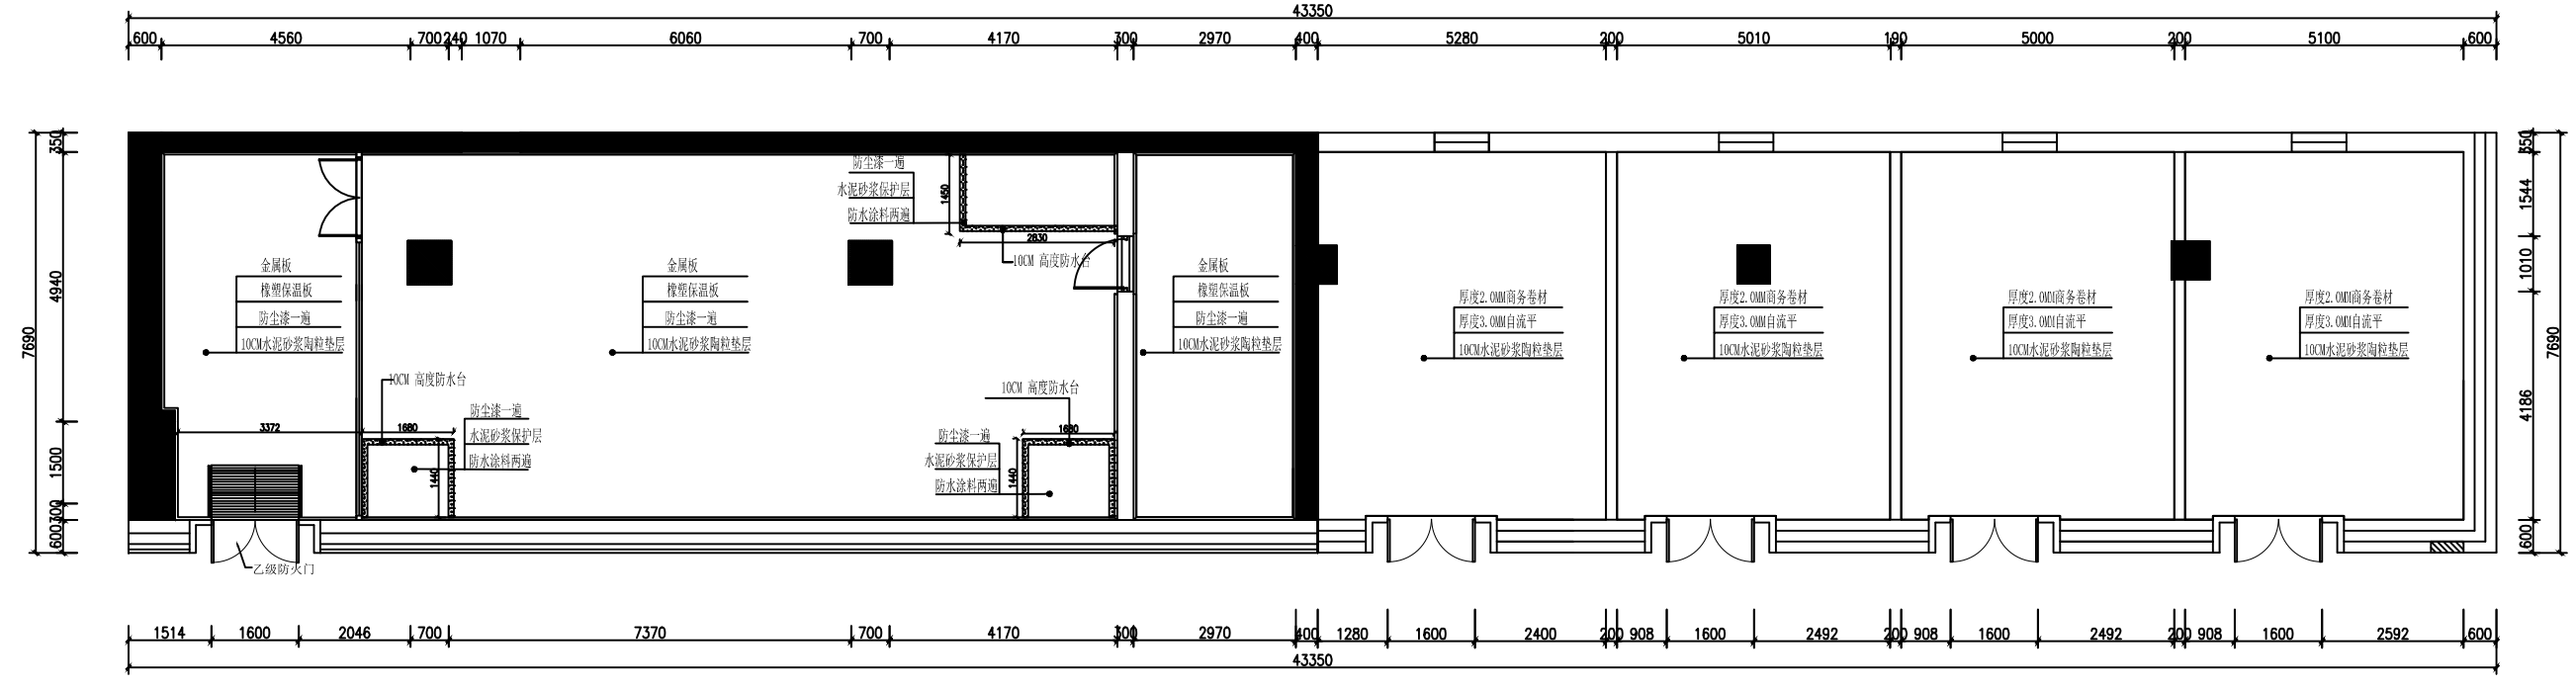 43350
600 4560 700 240 1070 6060 700 4170 300 2970 400 5280 200 5010 190 5000 200 5100 600
350
4940
1500
300
600
7690
防尘漆一遍
水泥砂浆保护层
防水涂料两遍
1450
2830
10CM 高度防水台
金属板
橡塑保温板
防尘漆一遍
10CM水泥砂浆陶粒垫层
金属板
橡塑保温板
防尘漆一遍
10CM水泥砂浆陶粒垫层
金属板
橡塑保温板
防尘漆一遍
10CM水泥砂浆陶粒垫层
厚度2.0MM商务卷材
厚度3.0MM自流平
10CM水泥砂浆陶粒垫层
厚度2.0MM商务卷材
厚度3.0MM自流平
10CM水泥砂浆陶粒垫层
厚度2.0MM商务卷材
厚度3.0MM自流平
10CM水泥砂浆陶粒垫层
厚度2.0MM商务卷材
厚度3.0MM自流平
10CM水泥砂浆陶粒垫层
350
1544
1010
4186
600
7690
10CM 高度防水台
3372
1680
1440
防尘漆一遍
水泥砂浆保护层
防水涂料两遍
10CM 高度防水台
1680
1440
防尘漆一遍
水泥砂浆保护层
防水涂料两遍
乙级防火门
1514 1600 2046 700 7370 700 4170 300 2970 400 1280 1600 2400 200 908 1600 2492 200 908 1600 2492 200 908 1600 2592 600
43350